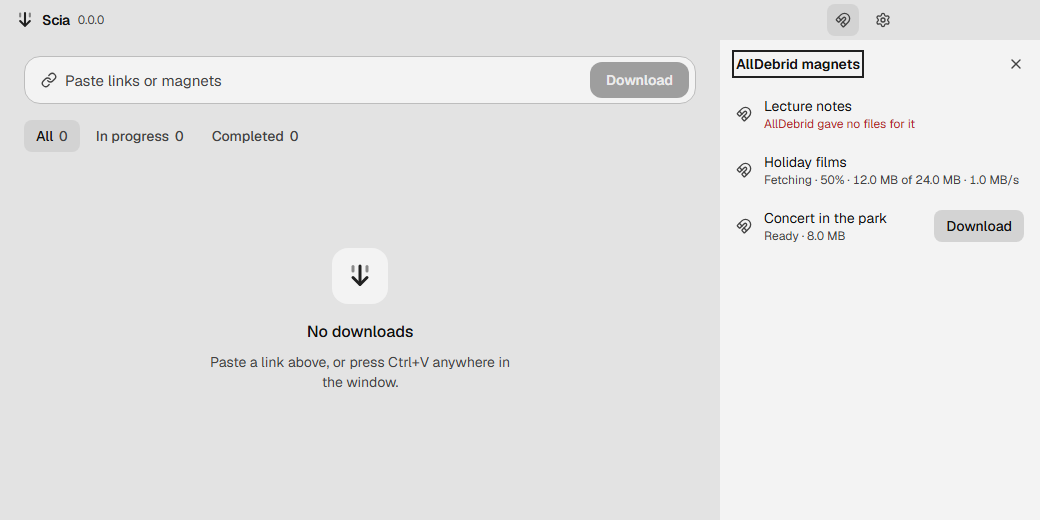 Scia 0.0.0
Paste links or magnets
Download
All 0
In progress 0
Completed 0
No downloads
Paste a link above, or press Ctrl+V anywhere in
the window.
AllDebrid magnets
Lecture notes
AllDebrid gave no files for it
Holiday films
Fetching · 50% · 12.0 MB of 24.0 MB · 1.0 MB/s
Concert in the park
Ready · 8.0 MB
Download